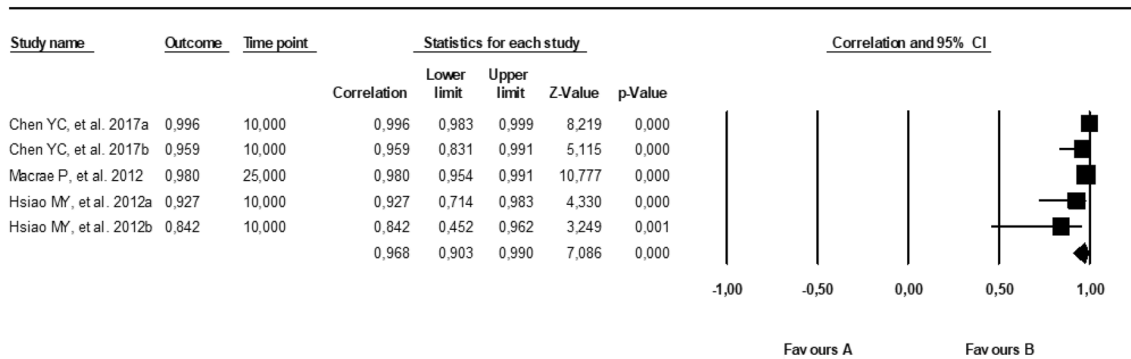 Study name Outcome Time point Statistics for each study Correlation and 95% CI
Correlation Lower limit Upper limit Z-Value p-Value
Chen YC, et al. 2017a 0,996 10,000 0,996 0,983 0,999 8,219 0,000
Chen YC, et al. 2017b 0,959 10,000 0,959 0,831 0,991 5,115 0,000
Macrae P, et al. 2012 0,980 25,000 0,980 0,954 0,991 10,777 0,000
Hsiao MY, et al. 2012a 0,927 10,000 0,927 0,714 0,983 4,330 0,000
Hsiao MY, et al. 2012b 0,842 10,000 0,842 0,452 0,962 3,249 0,001
0,968 0,903 0,990 7,086 0,000
-1,00 -0,50 0,00 0,50 1,00
Favours A Favours B